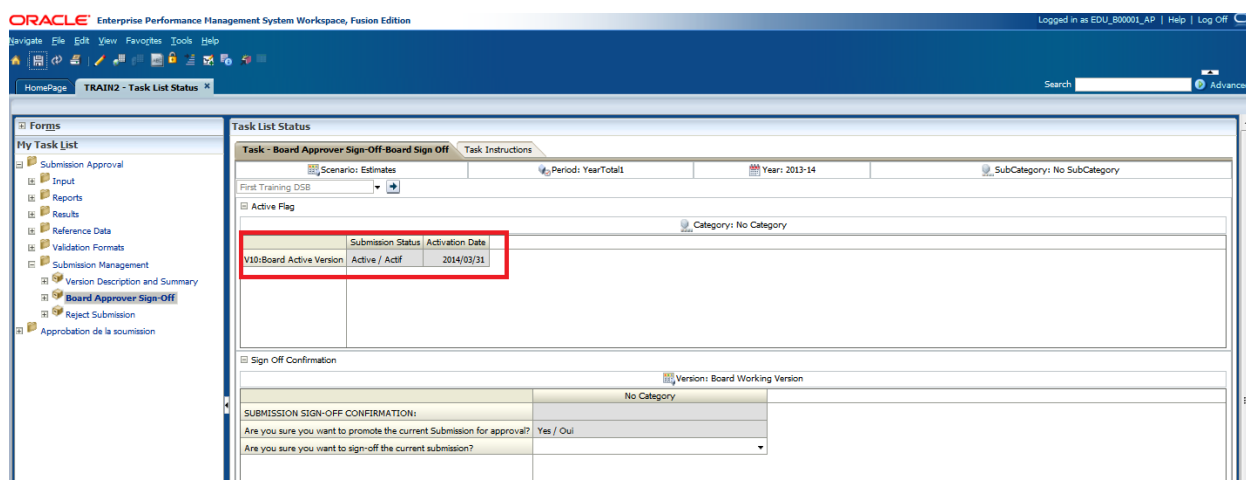 ORACLE Enterprise Performance Management System Workspace, Fusion Edition
Logged in as EDU_B00001_AP | Help | Log Off
Navigate File Edit View Favorites Tools Help
HomePage TRAIN2 - Task List Status × Search Advance
Forms
My Task List
Submission Approval
Input
Reports
Results
Reference Data
Validation Formats
Submission Management
Version Description and Summary
Board Approver Sign-Off
Reject Submission
Approbation de la soumission
Task List Status
Task - Board Approver Sign-Off-Board Sign Off Task Instructions
Scenario: Estimates Period: YearTotal1 Year: 2013-14 SubCategory: No SubCategory
First Training DSB
Active Flag
Category: No Category
Submission Status Activation Date
V10:Board Active Version Active / Actif 2014/03/31
Sign Off Confirmation
Version: Board Working Version
No Category
SUBMISSION SIGN-OFF CONFIRMATION:
Are you sure you want to promote the current Submission for approval? Yes / Oui
Are you sure you want to sign-off the current submission?